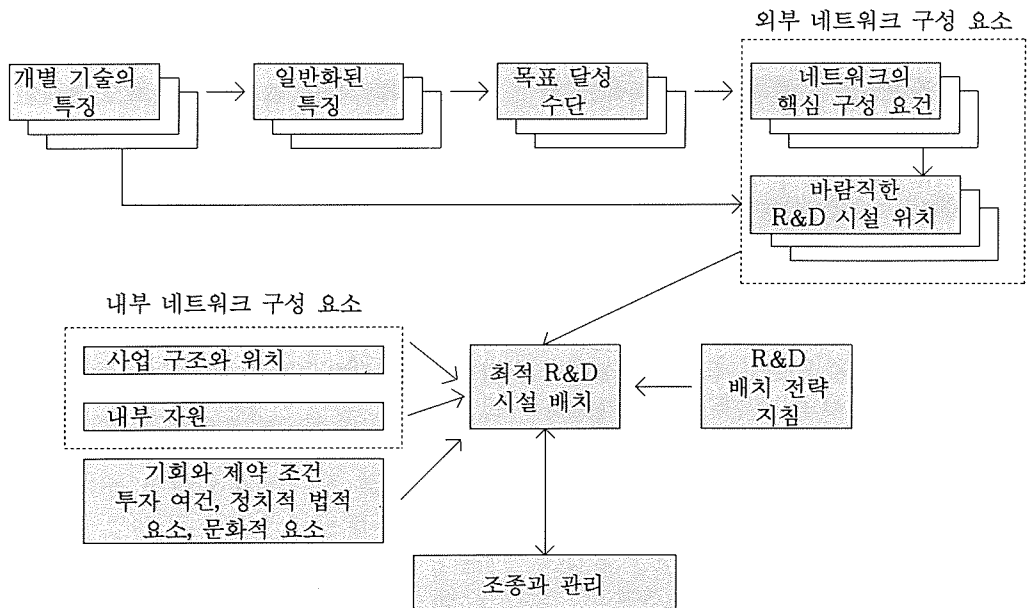 외부 네트워크 구성 요소
개별 기술의
특징
일반화된
특징
목표 달성
수단
네트워크의
핵심 구성 요건
바람직한
R&D 시설 위치
내부 네트워크 구성 요소
사업 구조와 위치
내부 자원
기회와 제약 조건
투자 여건, 정치적 법적
요소, 문화적 요소
최적 R&D
시설 배치
R&D
배치 전략
지침
조종과 관리